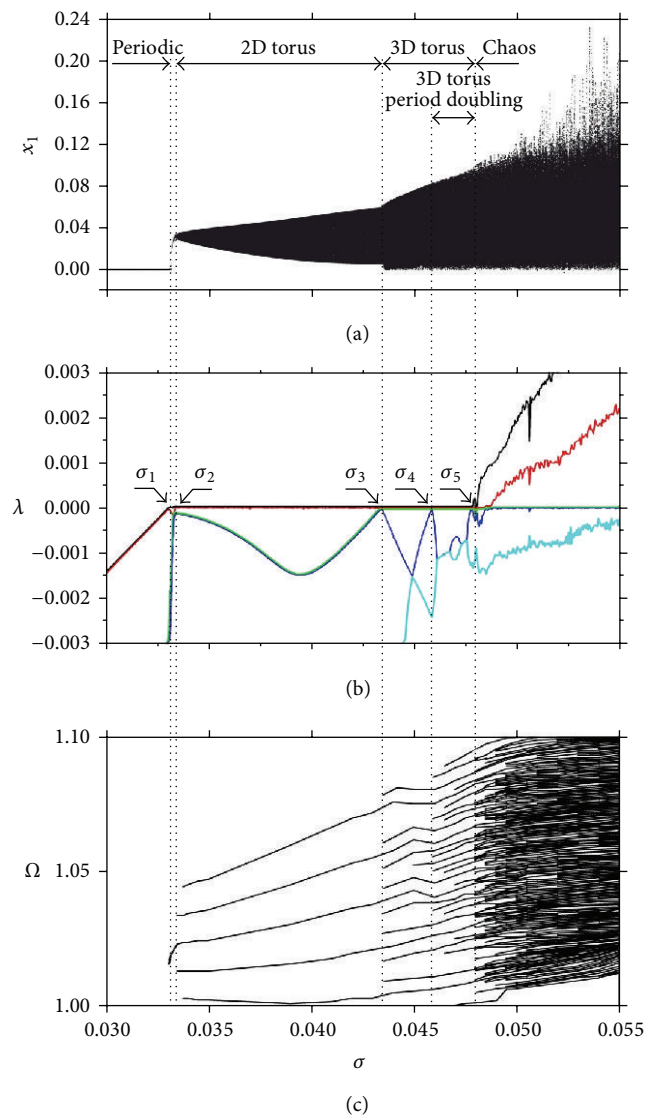 0.24
0.20
0.16
0.12
0.08
0.04
0.00
x₁
Periodic
2D torus
3D torus
Chaos
3D torus
period doubling
(a)
0.003
0.002
0.001
0.000
−0.001
−0.002
−0.003
λ
σ₁
σ₂
σ₃
σ₄
σ₅
(b)
1.10
1.05
1.00
Ω
0.030
0.035
0.040
0.045
0.050
0.055
σ
(c)